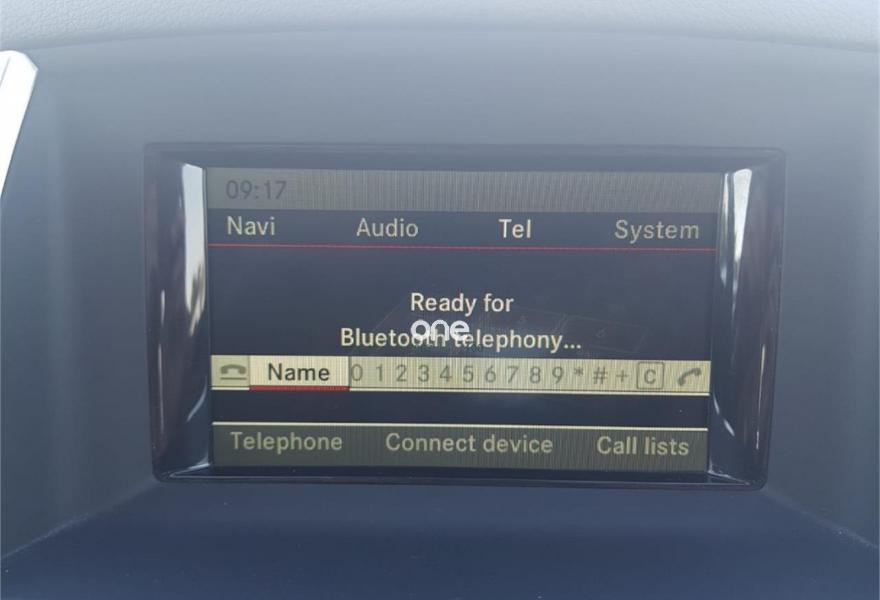 09:17
Navi Audio Tel System
Ready for
Bluetooth telephony...
one
Name 0 1 2 3 4 5 6 7 8 9 * # + C
Telephone Connect device Call lists